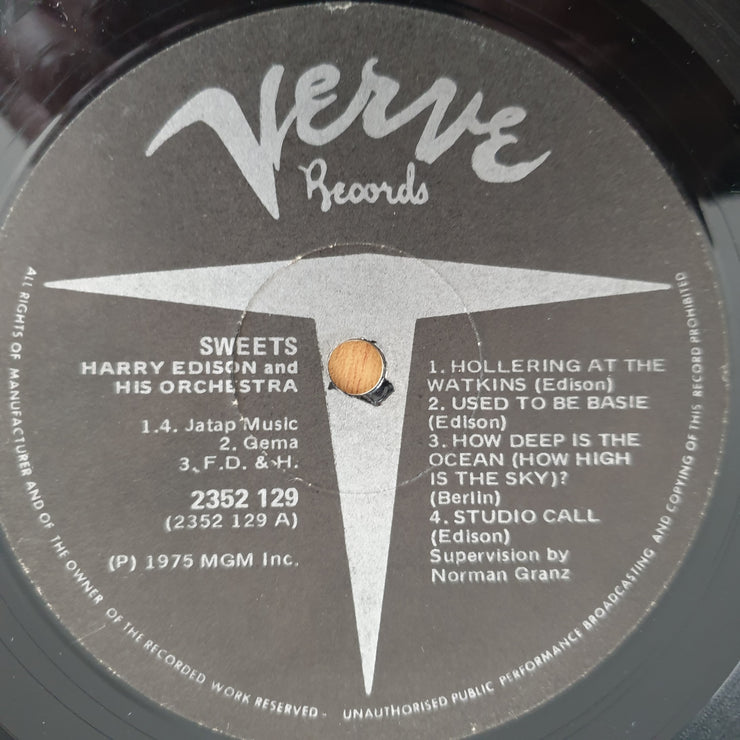 Verve
Records
SWEETS
HARRY EDISON and
HIS ORCHESTRA
1.4. Jatap Music
2. Gema
3. F.D. & H.
2352 129
(2352 129 A)
(P) 1975 MGM Inc.
1. HOLLERING AT THE
WATKINS (Edison)
2. USED TO BE BASIE
(Edison)
3. HOW DEEP IS THE
OCEAN (HOW HIGH
IS THE SKY)?
(Berlin)
4. STUDIO CALL
(Edison)
Supervision by
Norman Granz
ALL RIGHTS OF MANUFACTURER AND OF THE OWNER OF THE RECORDED WORK RESERVED - UNAUTHORISED PUBLIC PERFORMANCE BROADCASTING AND COPYING OF THIS RECORD PROHIBITED